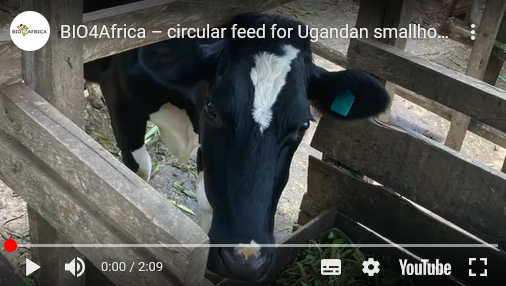 BIO4AFRICA
BIO4Africa – circular feed for Ugandan smallho...
0:00 / 2:09
YouTube